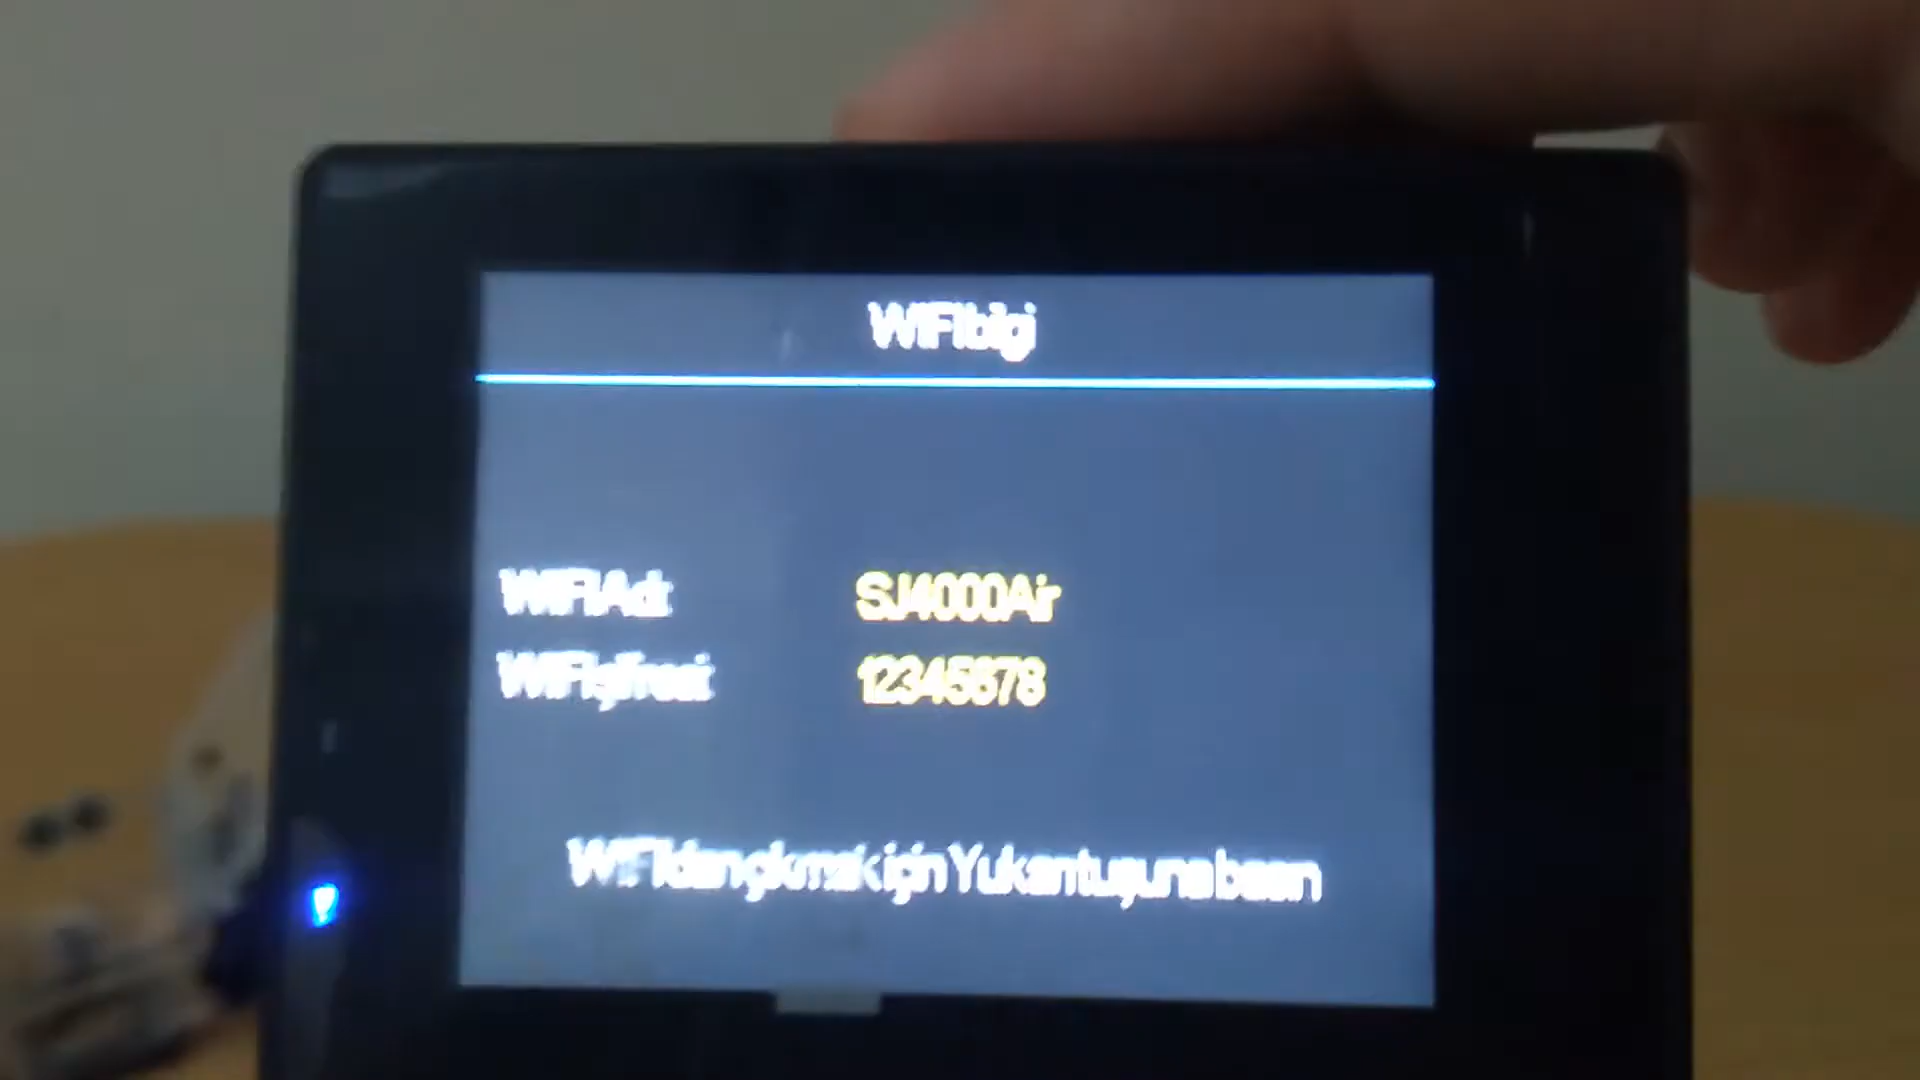 WIFI bilgi
WIFI Adı: SJ4000Air
WIFI şifresi: 12345678
WIFI dan çıkmak için Yukarı tuşuna basın